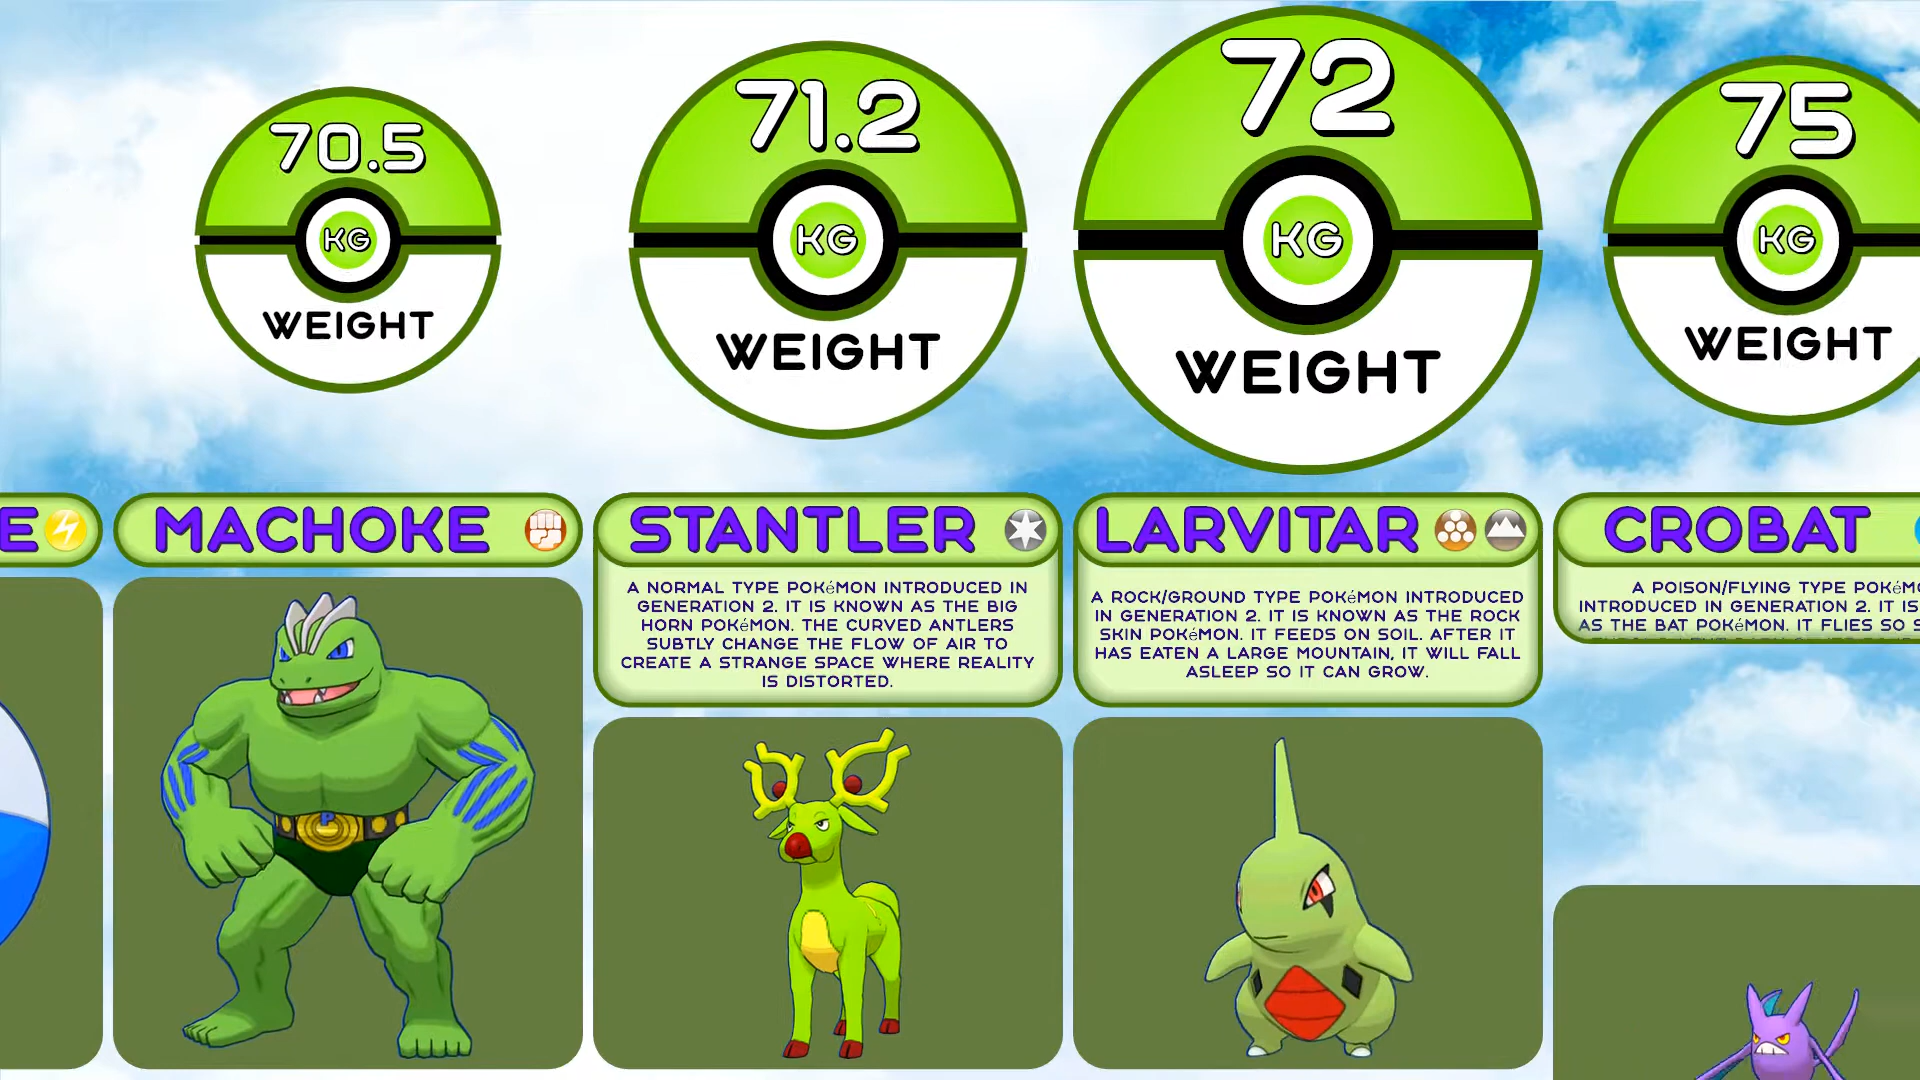 70.5
KG
WEIGHT
71.2
KG
WEIGHT
72
KG
WEIGHT
75
KG
WEIGHT
E
MACHOKE
STANTLER
A NORMAL TYPE POKéMON INTRODUCED IN
GENERATION 2. IT IS KNOWN AS THE BIG
HORN POKéMON. THE CURVED ANTLERS
SUBTLY CHANGE THE FLOW OF AIR TO
CREATE A STRANGE SPACE WHERE REALITY
IS DISTORTED.
LARVITAR
A ROCK/GROUND TYPE POKéMON INTRODUCED
IN GENERATION 2. IT IS KNOWN AS THE ROCK
SKIN POKéMON. IT FEEDS ON SOIL. AFTER IT
HAS EATEN A LARGE MOUNTAIN, IT WILL FALL
ASLEEP SO IT CAN GROW.
CROBAT
A POISON/FLYING TYPE POKéMO
INTRODUCED IN GENERATION 2. IT IS
AS THE BAT POKéMON. IT FLIES SO S
P